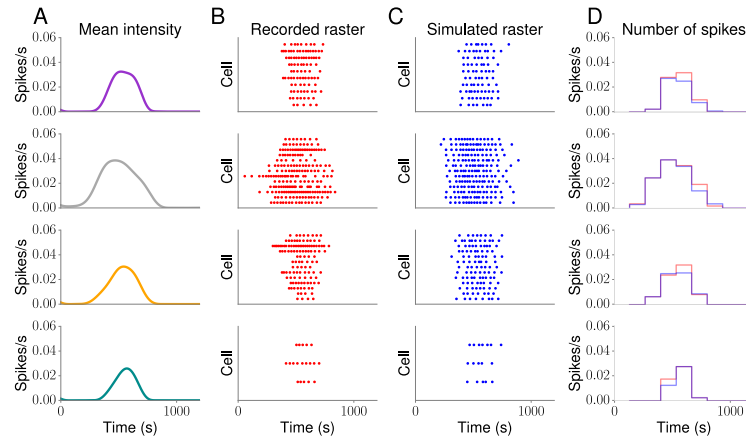 A B C D
Mean intensity Recorded raster Simulated raster Number of spikes
0.06 0.06
Spikes/s Cell Cell Spikes/s
0.04 0.04
0.02 0.02
0.00 0.00
0.06 0.06
Spikes/s Cell Cell Spikes/s
0.04 0.04
0.02 0.02
0.00 0.00
0.06 0.06
Spikes/s Cell Cell Spikes/s
0.04 0.04
0.02 0.02
0.00 0.00
0.06 0.06
Spikes/s Cell Cell Spikes/s
0.04 0.04
0.02 0.02
0.00 0.00
0 1000 0 1000 0 1000 0 1000
Time (s) Time (s) Time (s) Time (s)